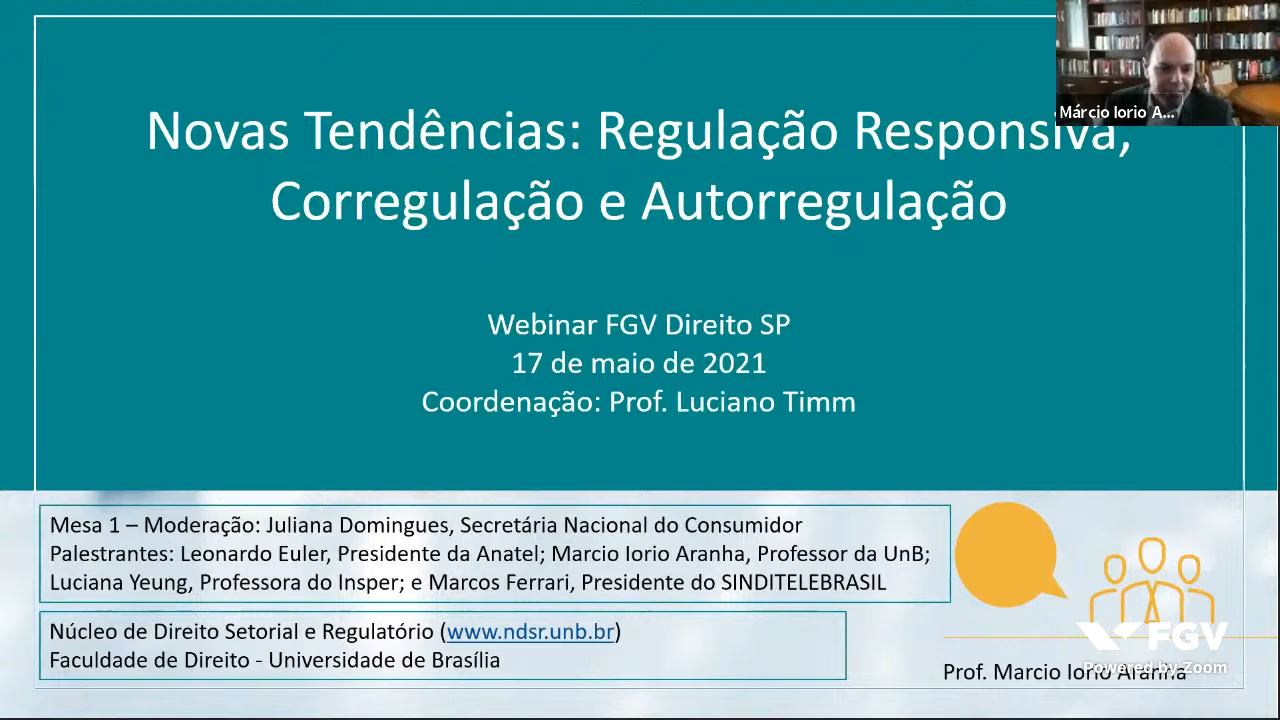 Márcio Iorio A...
Novas Tendências: Regulação Responsiva,
Corregulação e Autorregulação
Webinar FGV Direito SP
17 de maio de 2021
Coordenação: Prof. Luciano Timm
Mesa 1 – Moderação: Juliana Domingues, Secretária Nacional do Consumidor
Palestrantes: Leonardo Euler, Presidente da Anatel; Marcio Iorio Aranha, Professor da UnB;
Luciana Yeung, Professora do Insper; e Marcos Ferrari, Presidente do SINDITELEBRASIL
Núcleo de Direito Setorial e Regulatório (www.ndsr.unb.br)
Faculdade de Direito - Universidade de Brasília
FGV
Powered by Zoom
Prof. Marcio Iorio Aranha